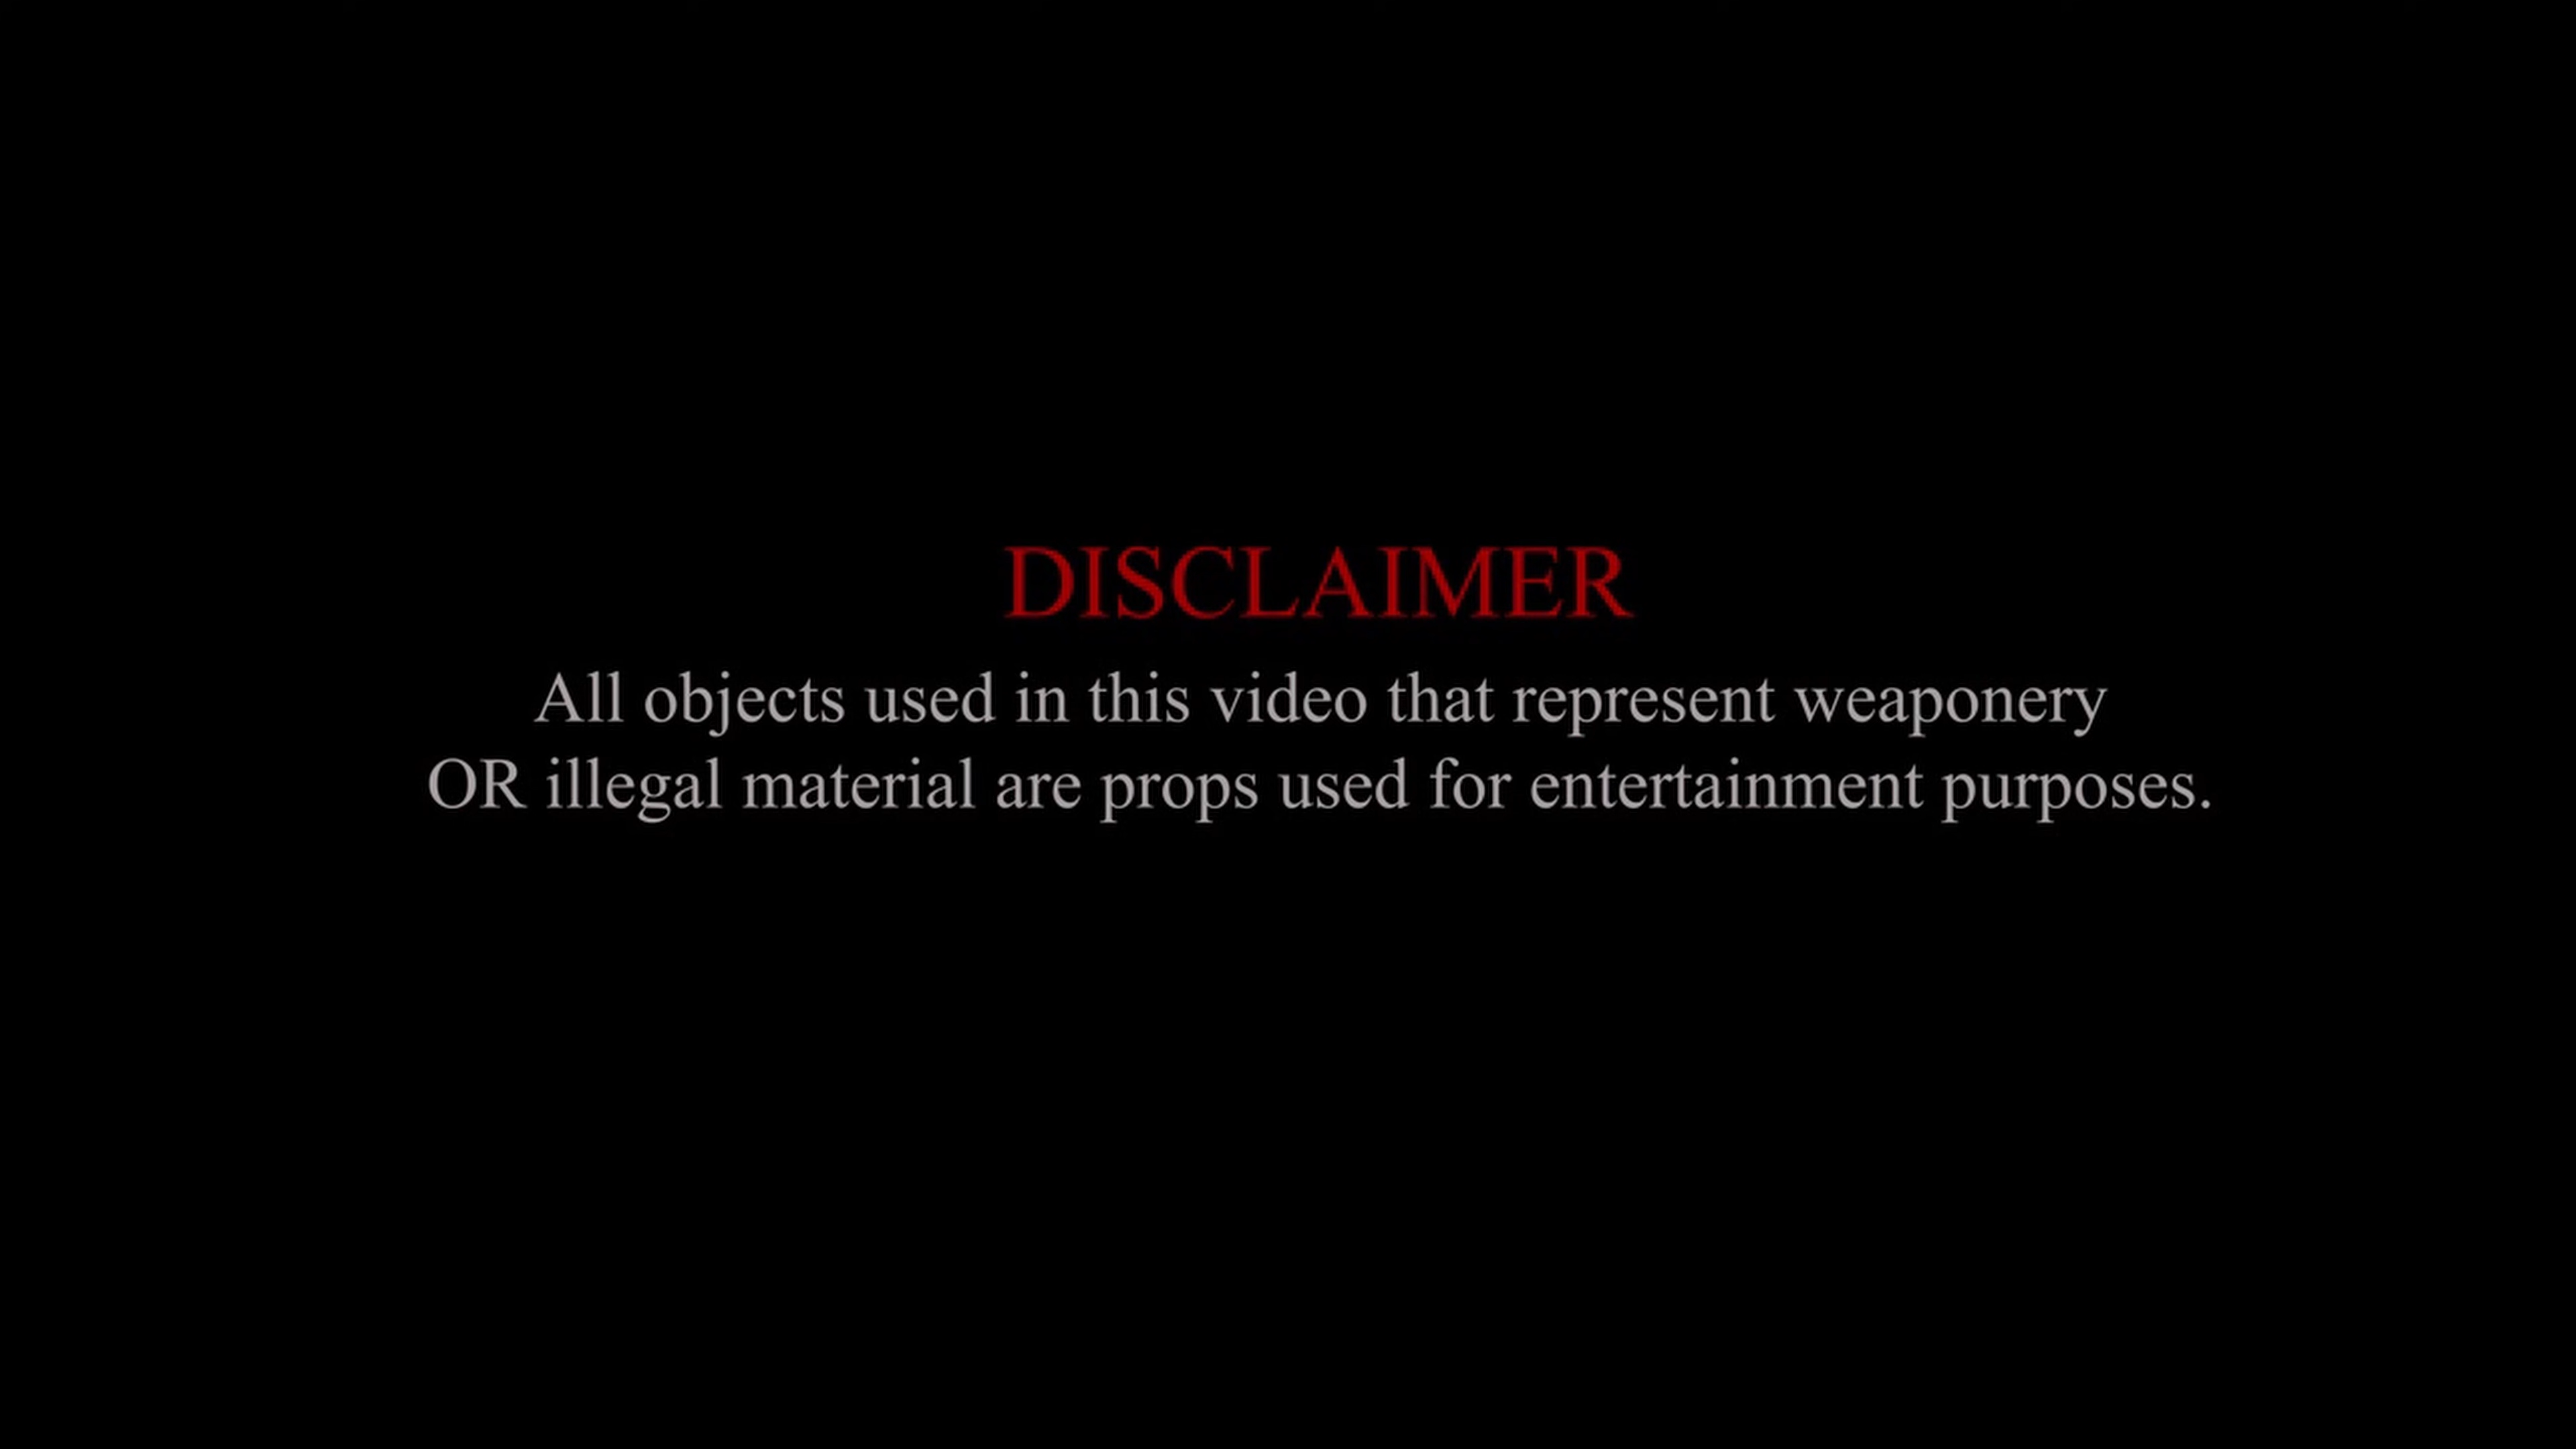 DISCLAIMER
All objects used in this video that represent weaponery
OR illegal material are props used for entertainment purposes.